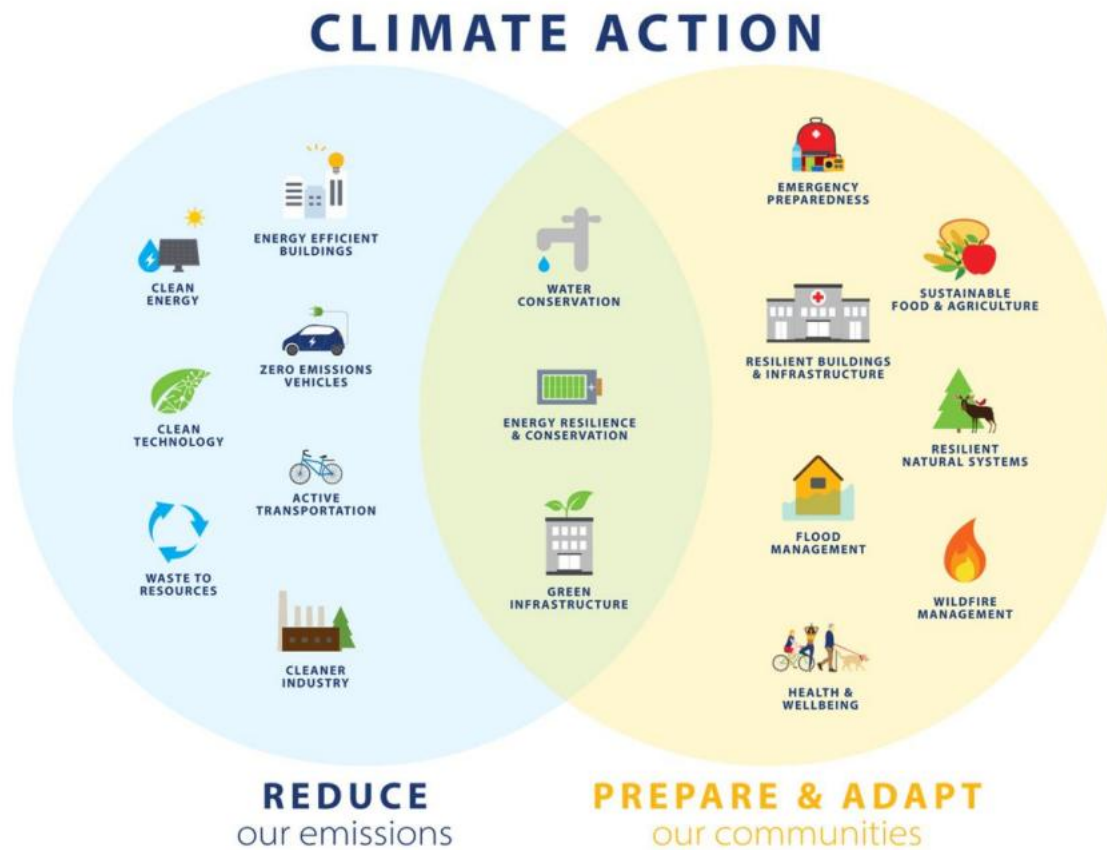 CLIMATE ACTION
ENERGY EFFICIENT
BUILDINGS
CLEAN
ENERGY
ZERO EMISSIONS
VEHICLES
CLEAN
TECHNOLOGY
ACTIVE
TRANSPORTATION
WASTE TO
RESOURCES
CLEANER
INDUSTRY
WATER
CONSERVATION
ENERGY RESILIENCE
& CONSERVATION
GREEN
INFRASTRUCTURE
EMERGENCY
PREPAREDNESS
SUSTAINABLE
FOOD & AGRICULTURE
RESILIENT BUILDINGS
& INFRASTRUCTURE
RESILIENT
NATURAL SYSTEMS
FLOOD
MANAGEMENT
WILDFIRE
MANAGEMENT
HEALTH &
WELLBEING
REDUCE
our emissions
PREPARE & ADAPT
our communities